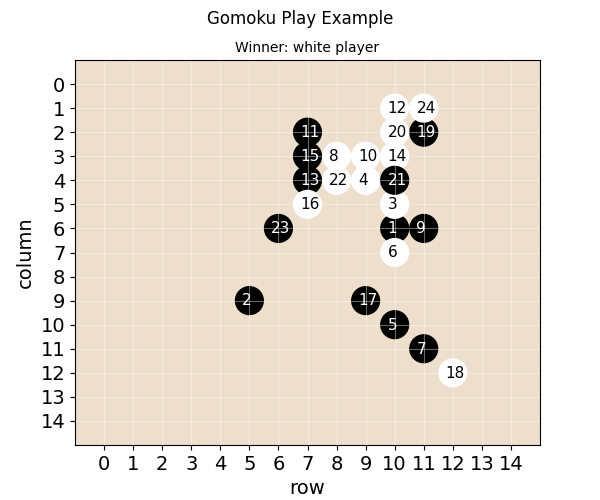 Gomoku Play Example
Winner: white player
0
1 12 24
2 11 20 19
3 15 8 10 14
4 13 22 4 21
5 16 3
6 23 1 9
7 6
8
9 2 17
10 5
11 7
12 18
13
14
column
0 1 2 3 4 5 6 7 8 9 10 11 12 13 14
row